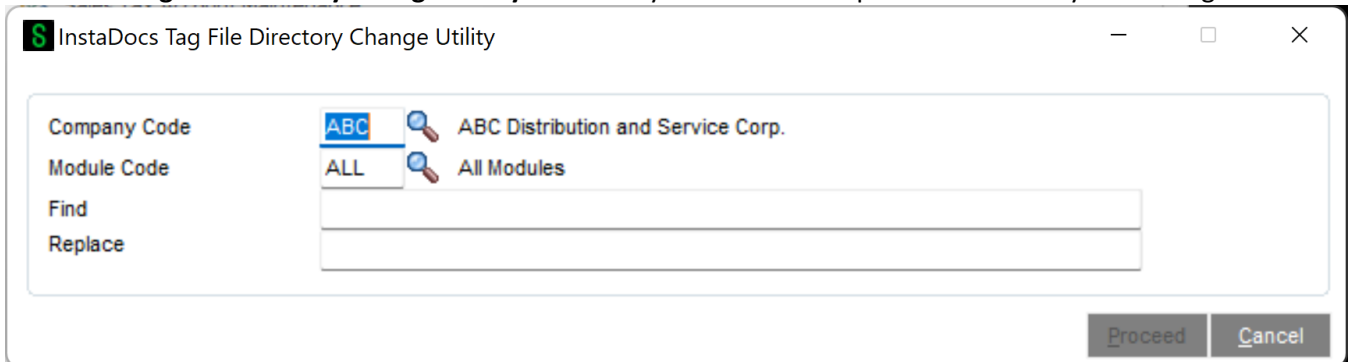 InstaDocs Tag File Directory Change Utility
Company Code ABC ABC Distribution and Service Corp.
Module Code ALL All Modules
Find
Replace
Proceed Cancel